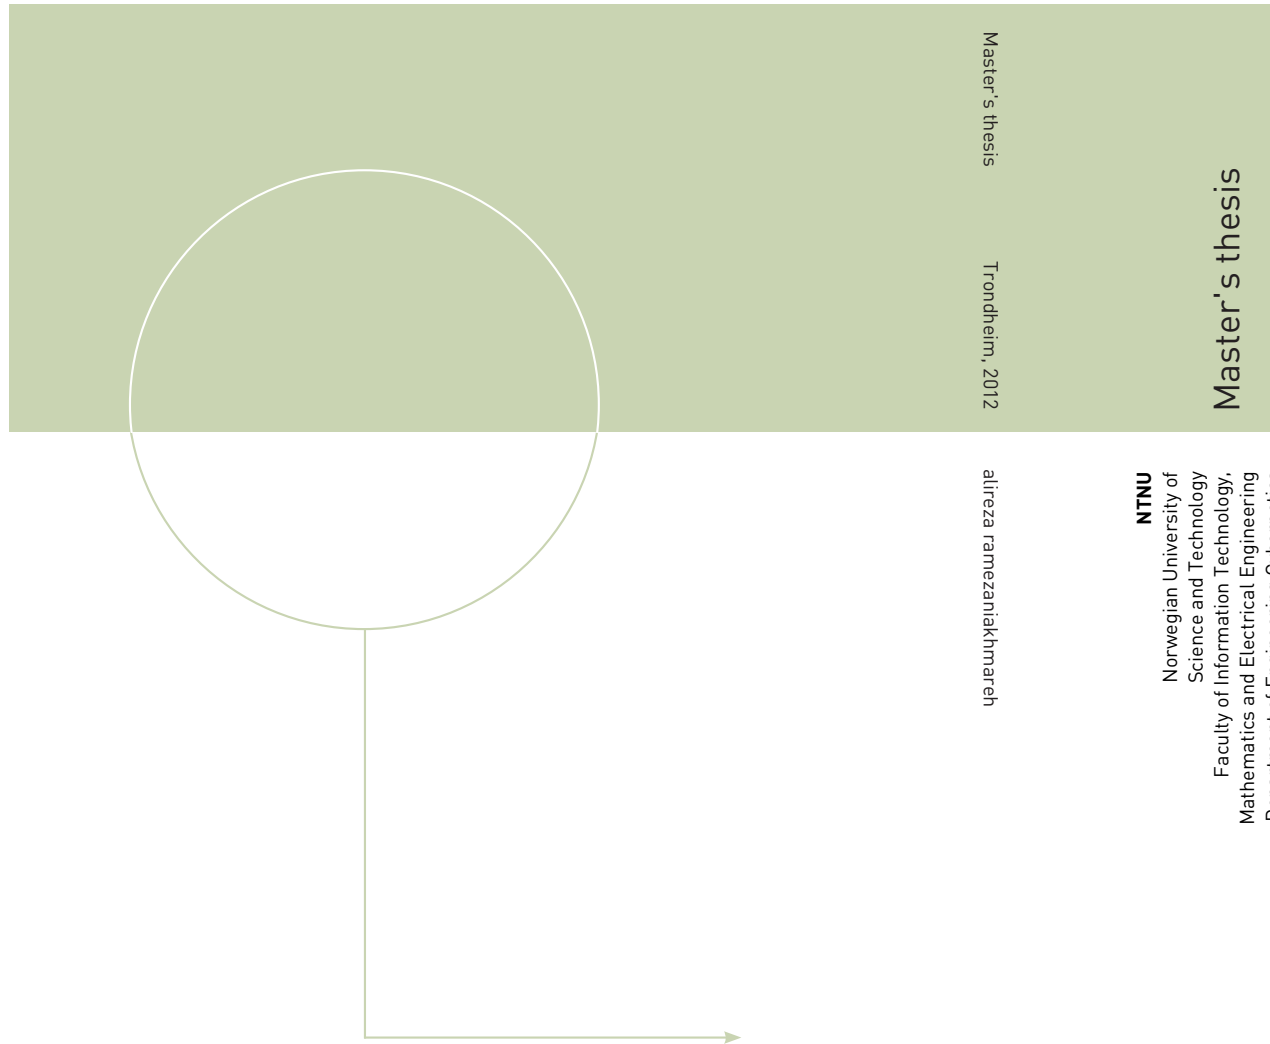 Master's thesis
Trondheim, 2012
alireza ramezaniakhmareh
Master's thesis
NTNU
Norwegian University of
Science and Technology
Faculty of Information Technology,
Mathematics and Electrical Engineering